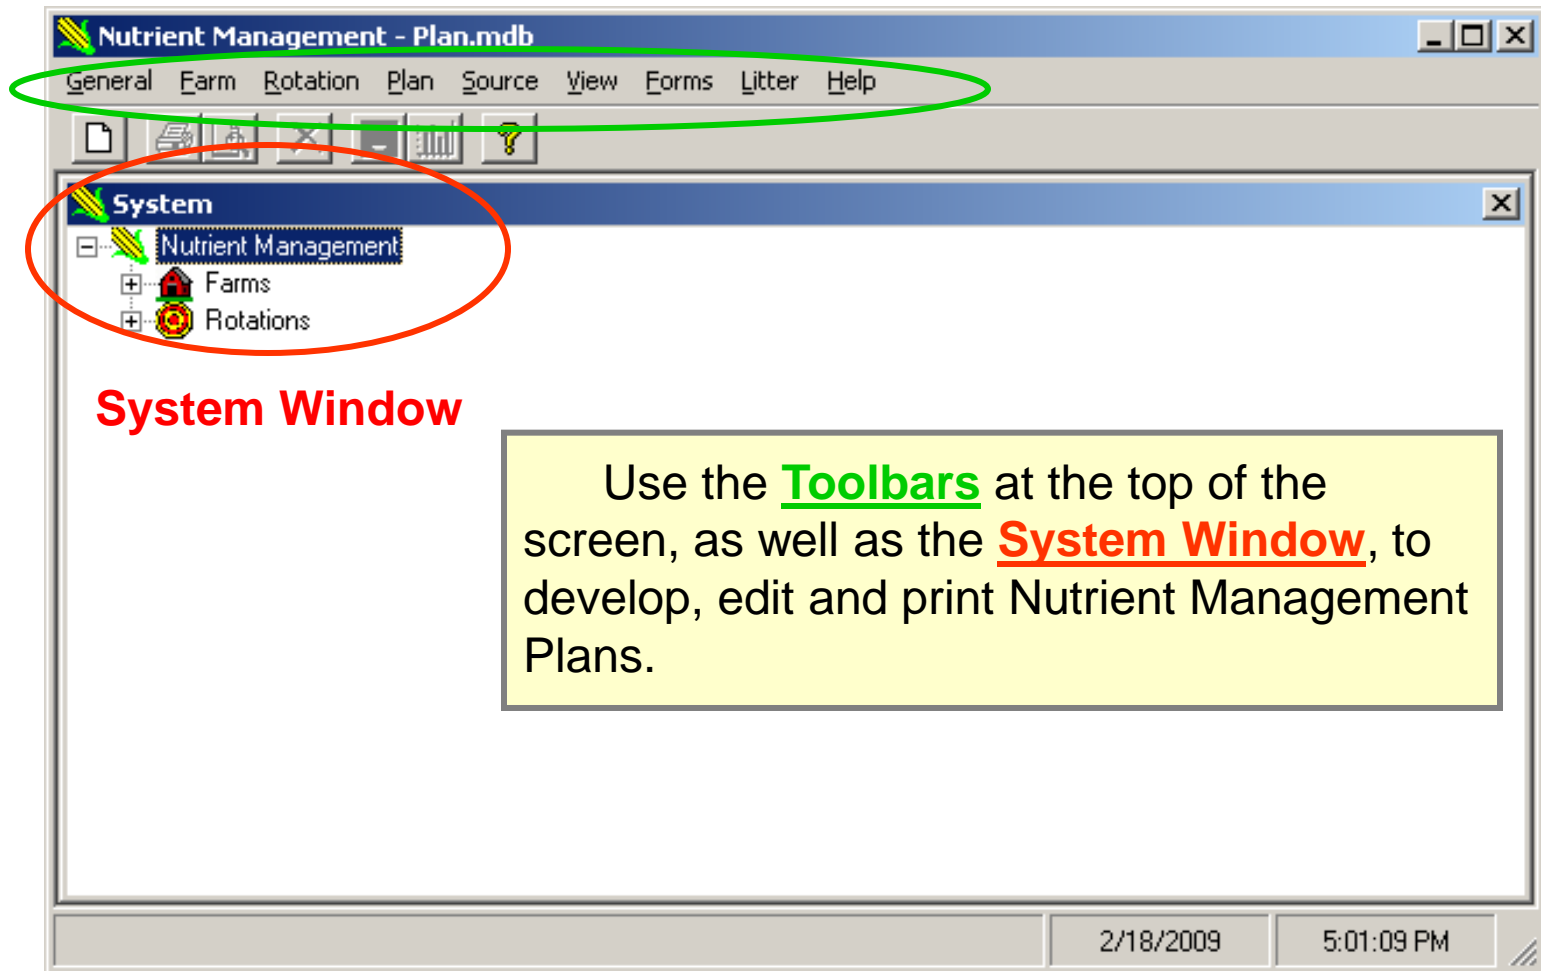 Nutrient Management - Plan.mdb
General Farm Rotation Plan Source View Forms Litter Help
System
Nutrient Management
Farms
Rotations
System Window
Use the Toolbars at the top of the
screen, as well as the System Window, to
develop, edit and print Nutrient Management
Plans.
2/18/2009 5:01:09 PM